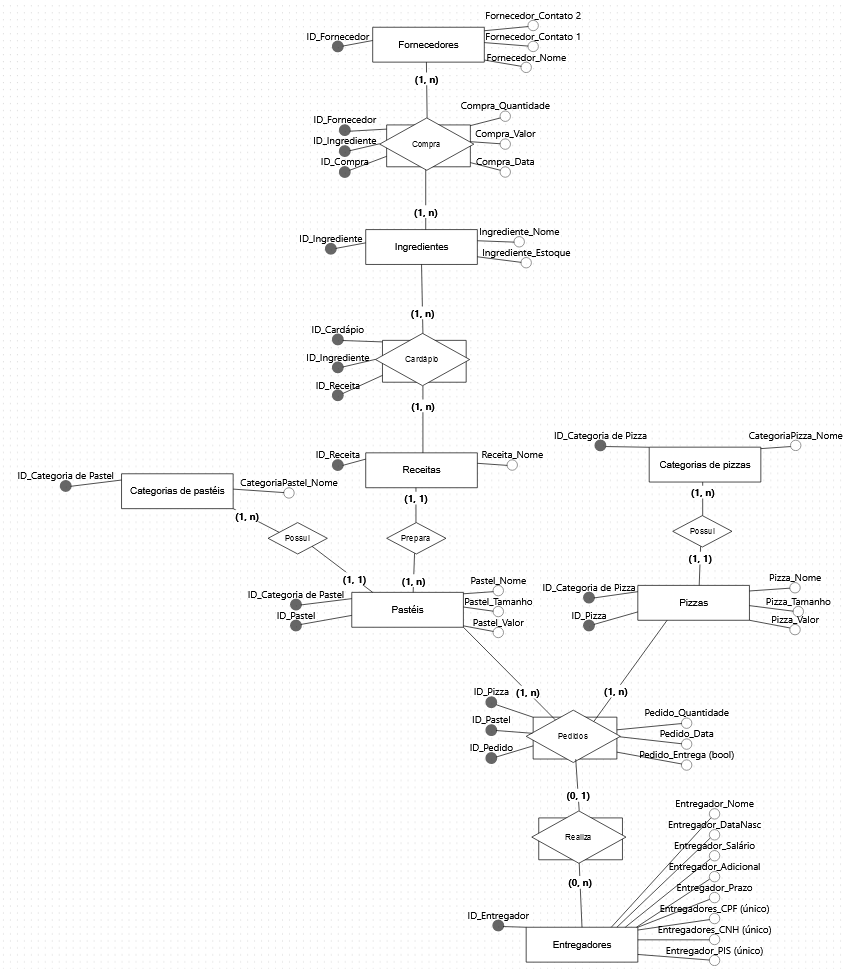 Fornecedor_Contato 2
ID_Fornecedor
Fornecedores
Fornecedor_Contato 1
Fornecedor_Nome
(1, n)
Compra_Quantidade
ID_Fornecedor
Compra_Valor
ID_Ingrediente
Compra
ID_Compra
Compra_Data
(1, n)
Ingrediente_Nome
ID_Ingrediente
Ingredientes
Ingrediente_Estoque
(1, n)
ID_Cardápio
ID_Ingrediente
Cardápio
ID_Receita
(1, n)
ID_Categoria de Pizza
CategoriaPizza_Nome
ID_Receita
Receitas
Receita_Nome
Categorias de pizzas
ID_Categoria de Pastel
Categorias de pastéis
CategoriaPastel_Nome
(1, 1)
(1, n)
(1, n)
Possui
Prepara
Possui
(1, 1)
(1, n)
(1, 1)
Pastel_Nome
Pizza_Nome
ID_Categoria de Pastel
Pastéis
Pastel_Tamanho
ID_Categoria de Pizza
Pizzas
Pizza_Tamanho
ID_Pastel
Pastel_Valor
ID_Pizza
Pizza_Valor
(1, n)
(1, n)
ID_Pizza
Pedido_Quantidade
ID_Pastel
Pedidos
Pedido_Data
ID_Pedido
Pedido_Entrega (bool)
(0, 1)
Entregador_Nome
Entregador_DataNasc
Realiza
Entregador_Salário
Entregador_Adicional
(0, n)
Entregador_Prazo
Entregadores_CPF (único)
ID_Entregador
Entregadores_CNH (único)
Entregadores
Entregador_PIS (único)